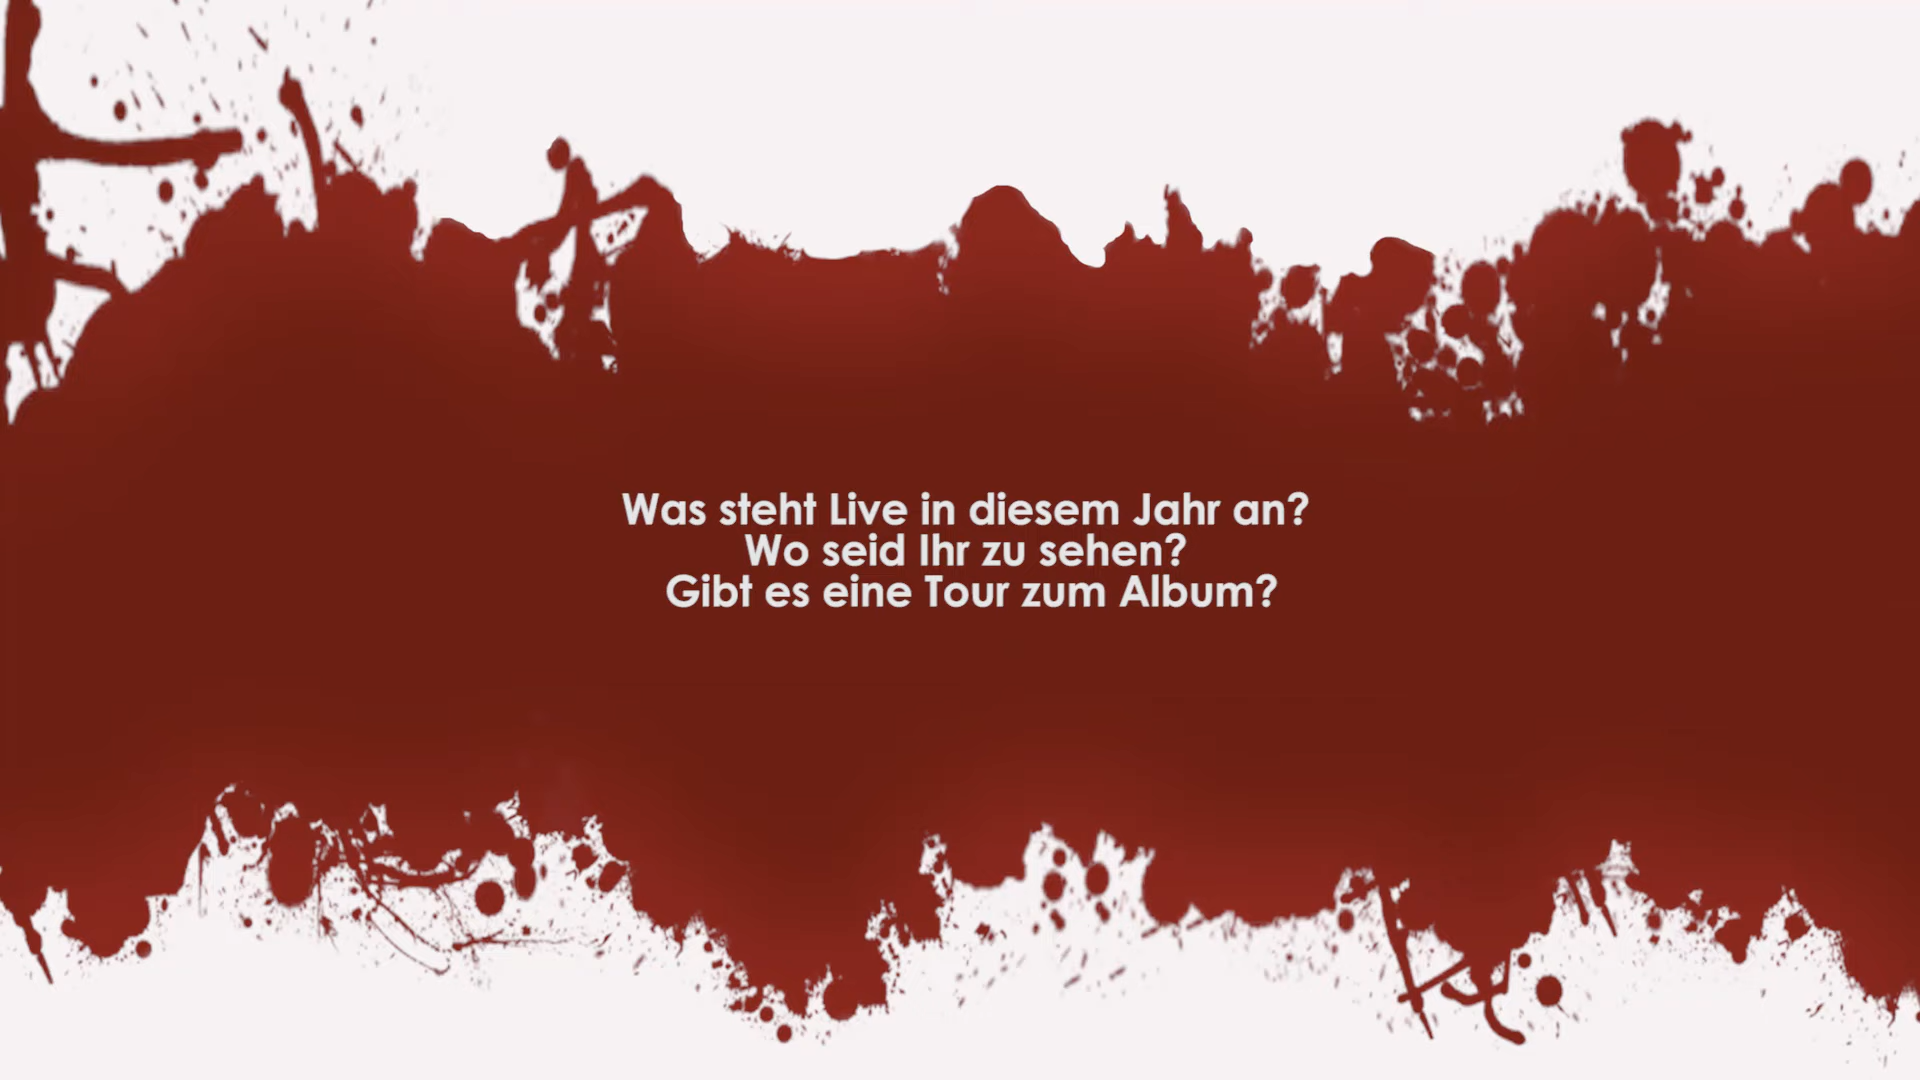 Was steht Live in diesem Jahr an?
Wo seid Ihr zu sehen?
Gibt es eine Tour zum Album?